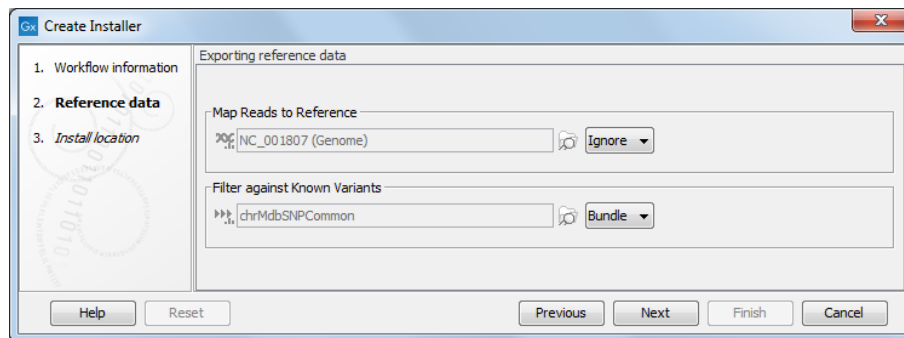 Gx Create Installer
1. Workflow information
2. Reference data
3. Install location
Exporting reference data
Map Reads to Reference
NC_001807 (Genome)
Ignore
Filter against Known Variants
chrMdbSNPCommon
Bundle
Help
Reset
Previous
Next
Finish
Cancel